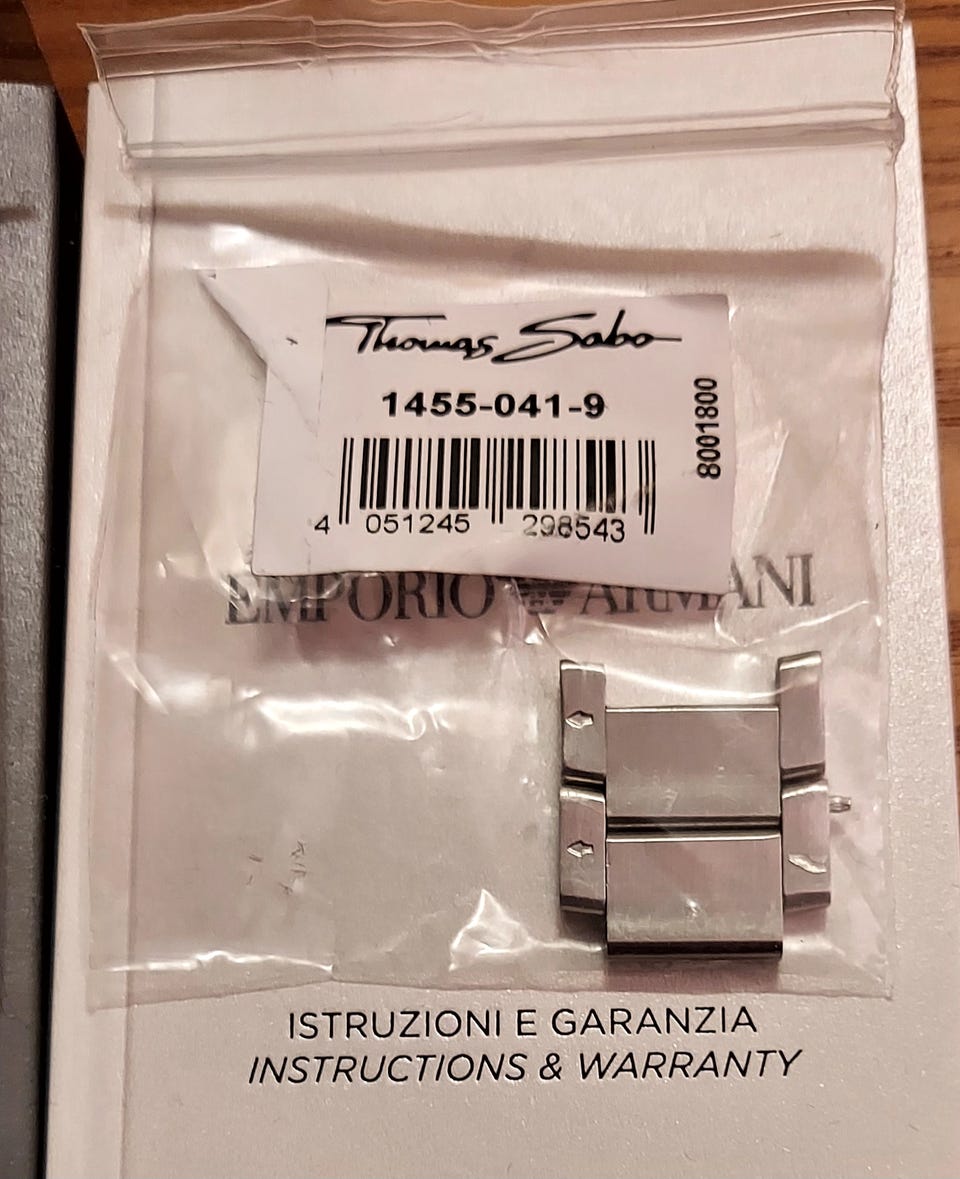 Thomas Sabo
1455-041-9
8001800
4 051245 298543
EMPORIO ARMANI
ISTRUZIONI E GARANZIA
INSTRUCTIONS & WARRANTY